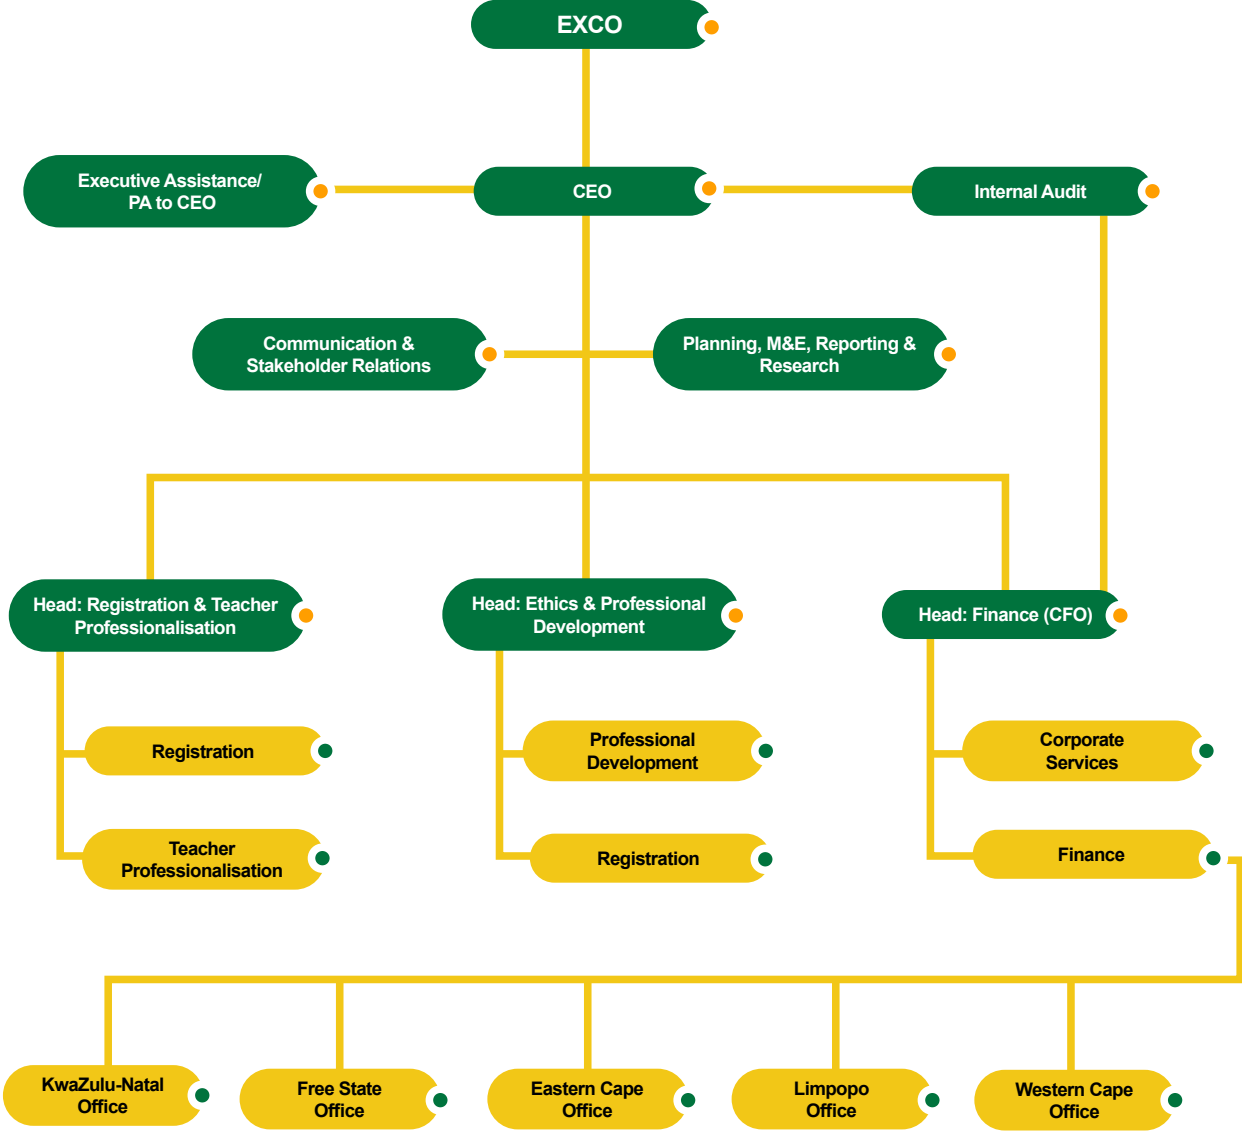 EXCO
Executive Assistance/
PA to CEO
CEO
Internal Audit
Communication &
Stakeholder Relations
Planning, M&E, Reporting &
Research
Head: Registration & Teacher
Professionalisation
Head: Ethics & Professional
Development
Head: Finance (CFO)
Registration
Professional
Development
Corporate
Services
Teacher
Professionalisation
Registration
Finance
KwaZulu-Natal
Office
Free State
Office
Eastern Cape
Office
Limpopo
Office
Western Cape
Office